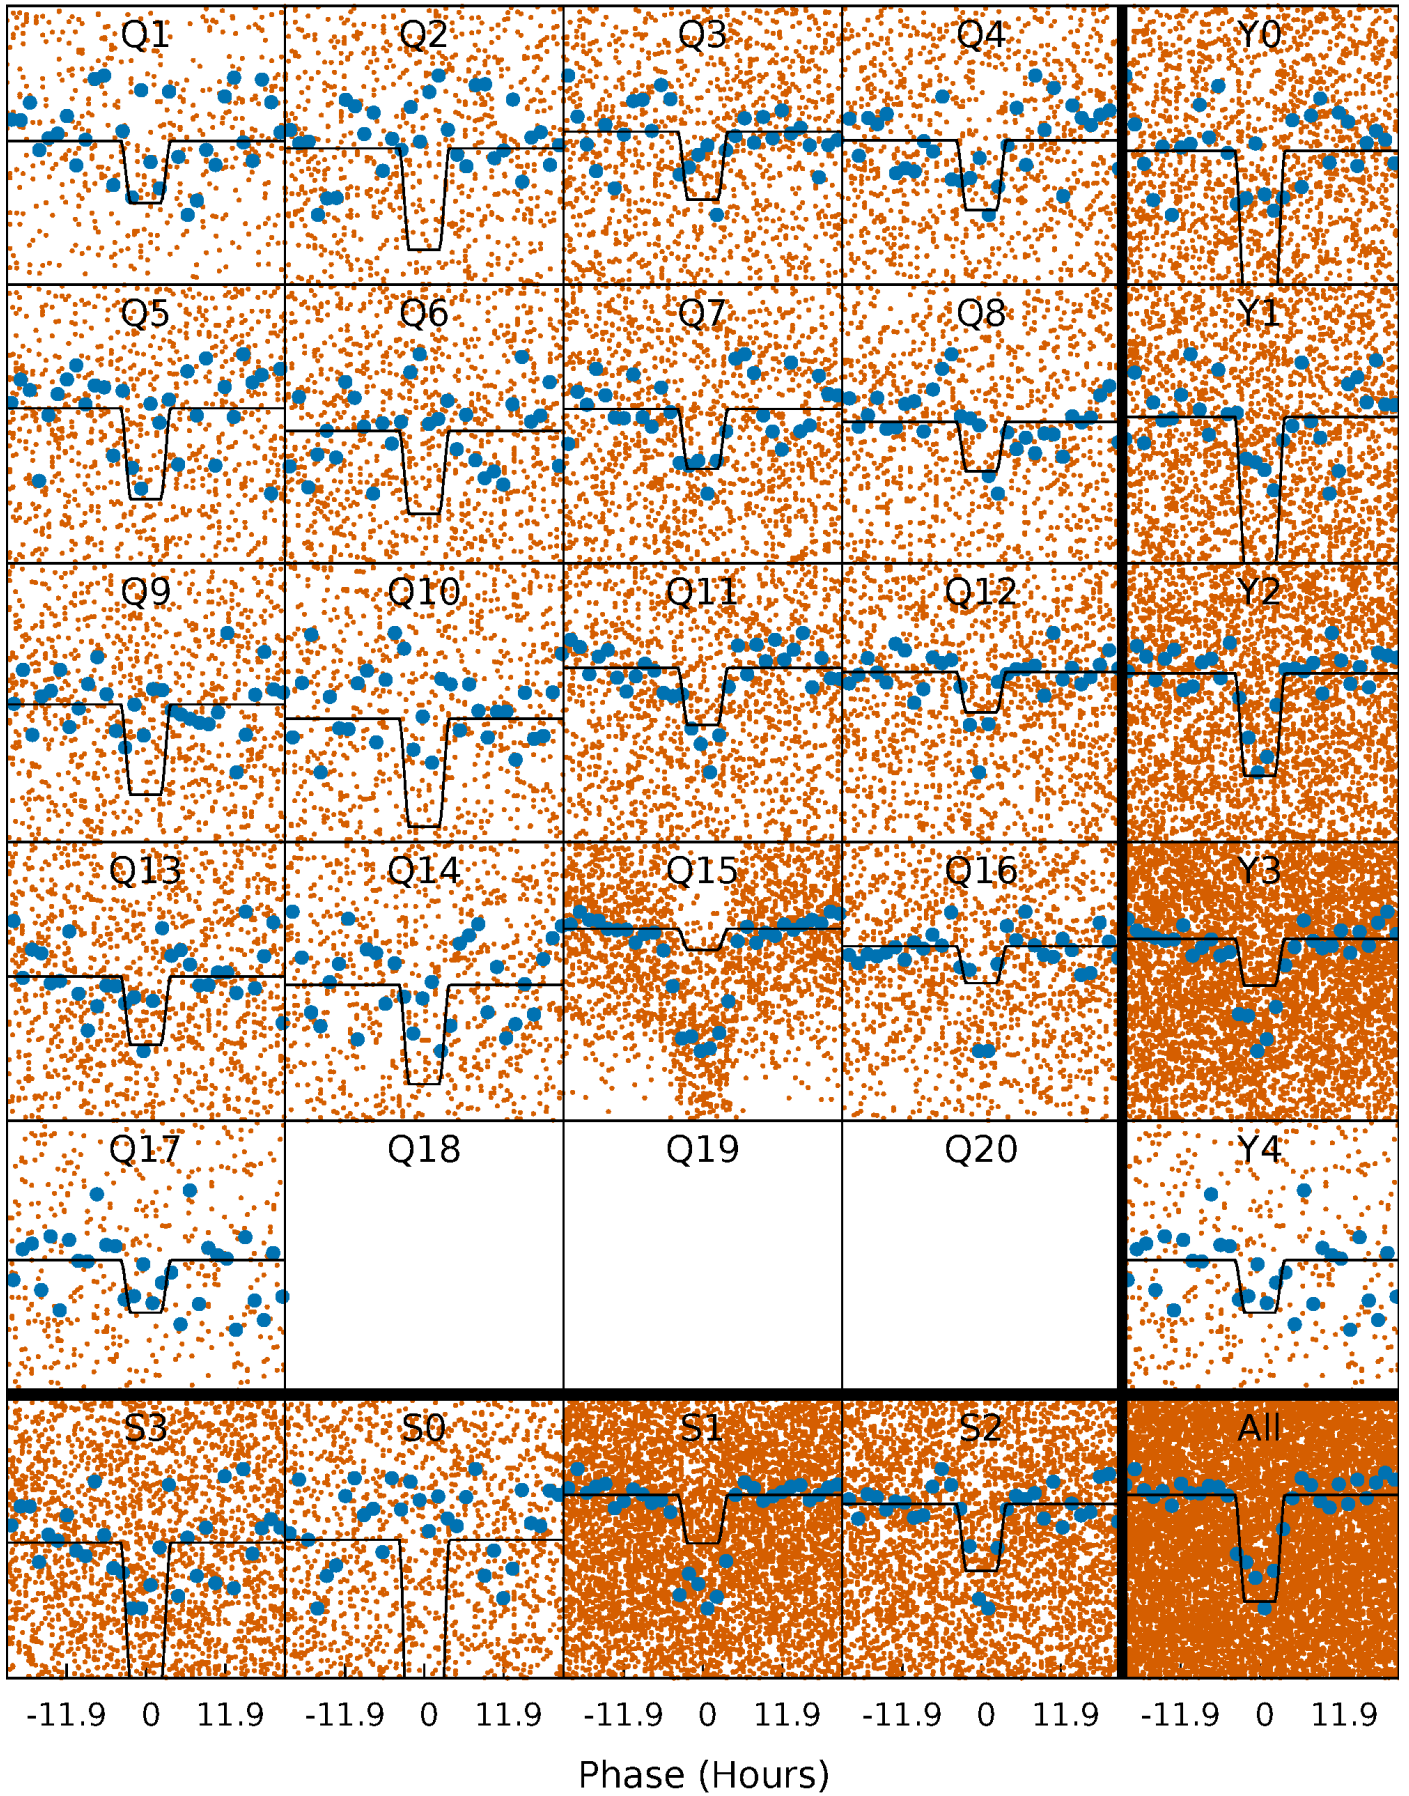 Q1 Q2 Q3 Q4 Y0
Q5 Q6 Q7 Q8 Y1
Q9 Q10 Q11 Q12 Y2
Q13 Q14 Q15 Q16 Y3
Q17 Q18 Q19 Q20 Y4
S3 S0 S1 S2 All
-11.9 0 11.9 -11.9 0 11.9 -11.9 0 11.9 -11.9 0 11.9 -11.9 0 11.9
Phase (Hours)